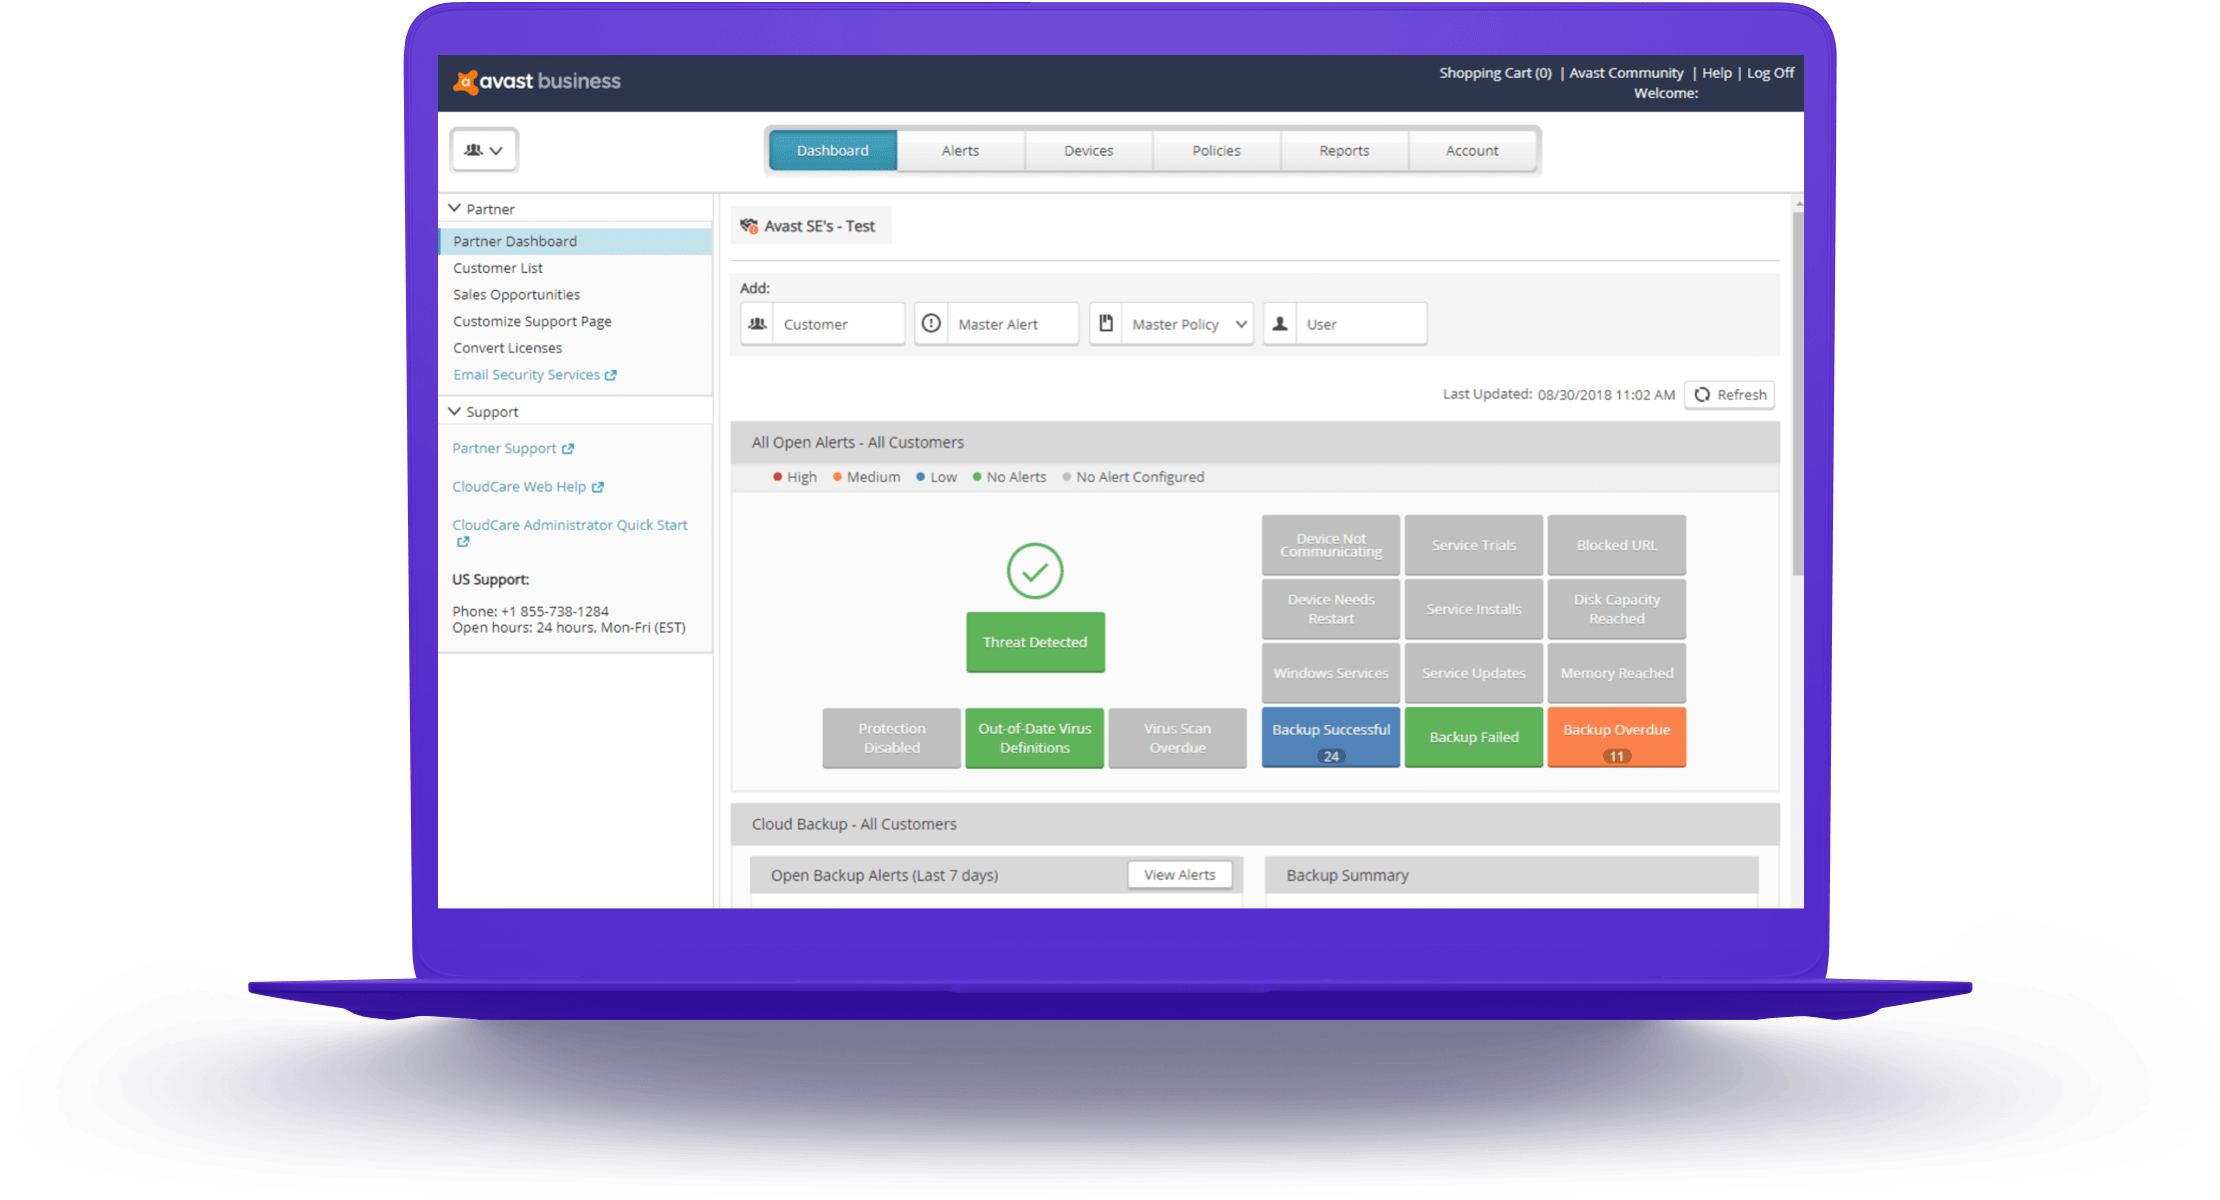 avast business
Shopping Cart (0) | Avast Community | Help | Log Off
Welcome:
Dashboard
Alerts
Devices
Policies
Reports
Account
Partner
Partner Dashboard
Customer List
Sales Opportunities
Customize Support Page
Convert Licenses
Email Security Services
Support
Partner Support
CloudCare Web Help
CloudCare Administrator Quick Start
US Support:
Phone: +1 855-738-1284
Open hours: 24 hours, Mon-Fri (EST)
Avast SE's - Test
Add:
Customer
Master Alert
Master Policy
User
Last Updated: 08/30/2018 11:02 AM
Refresh
All Open Alerts - All Customers
High
Medium
Low
No Alerts
No Alert Configured
Threat Detected
Protection
Disabled
Out-of-Date Virus
Definitions
Virus Scan
Overdue
Device Not
Communicating
Service Trials
Blocked URL
Device Needs
Restart
Service Installs
Disk Capacity
Reached
Windows Services
Service Updates
Memory Reached
Backup Successful
24
Backup Failed
Backup Overdue
11
Cloud Backup - All Customers
Open Backup Alerts (Last 7 days)
View Alerts
Backup Summary